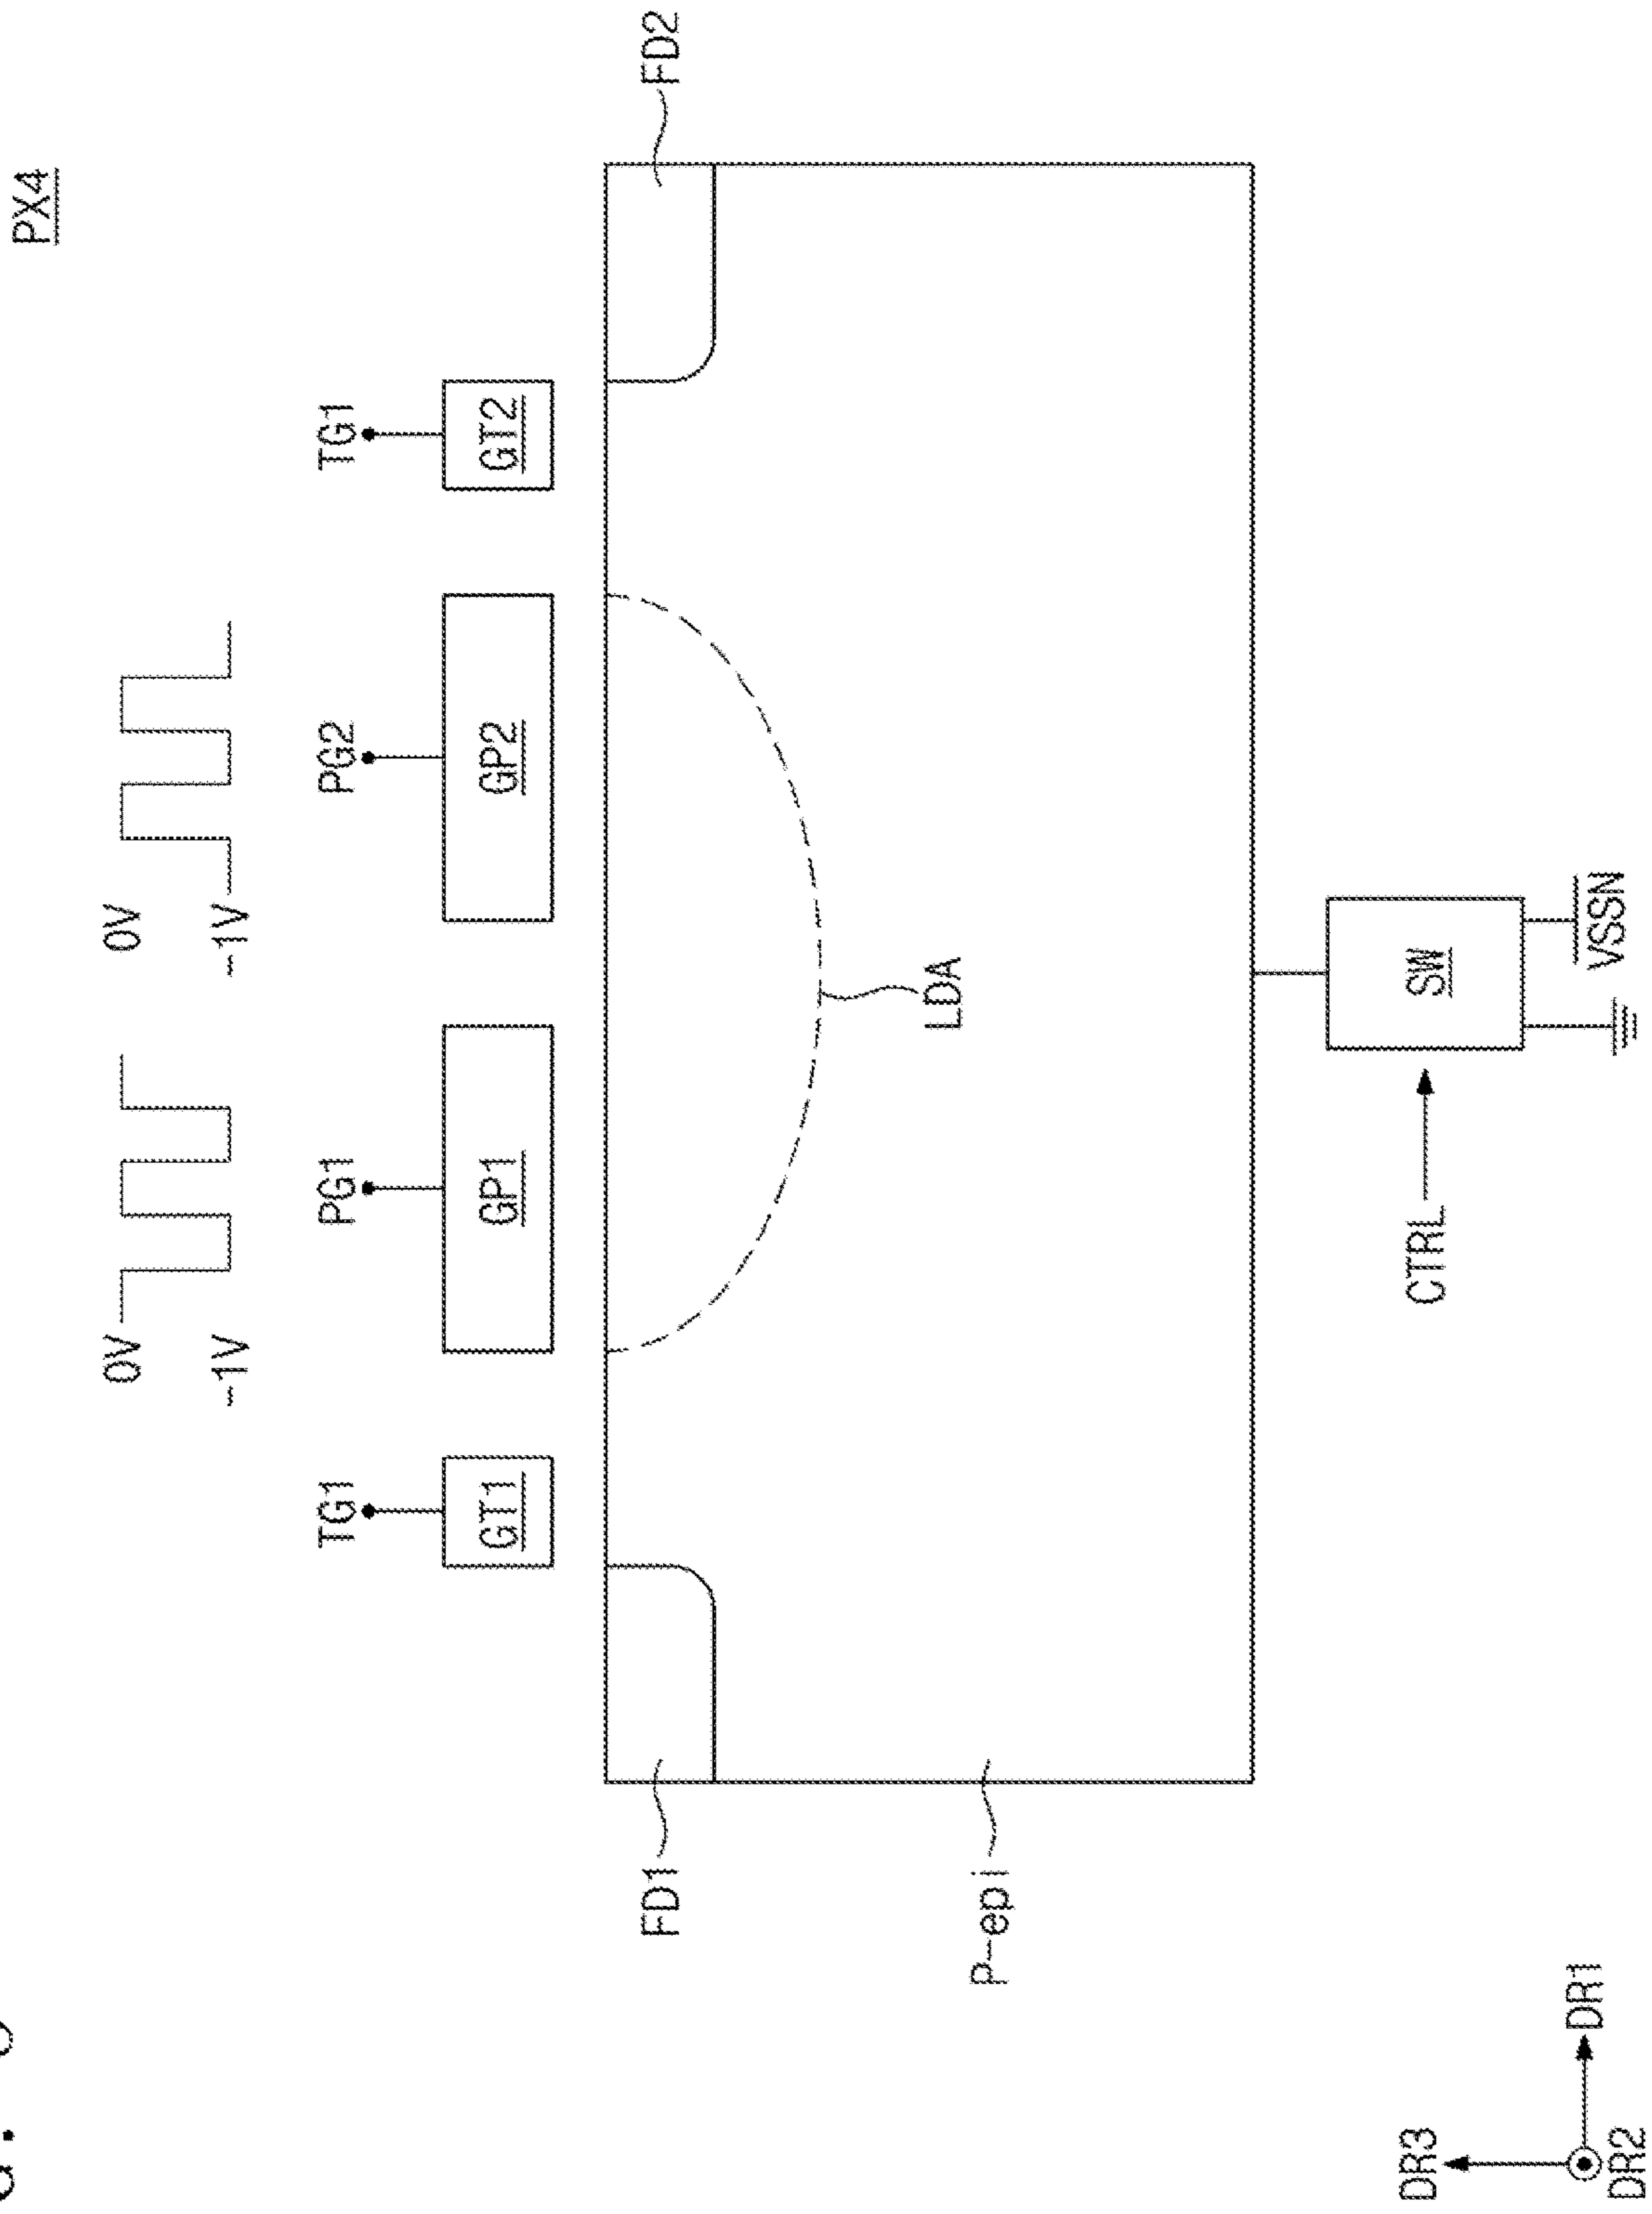 PX4
0V
-1V
0V
-1V
TG1
PG1
PG2
TG1
GT1
GP1
GP2
GT2
FD1
FD2
LDA
P-epi
CTRL
SW
VSSN
DR3
DR2
DR1